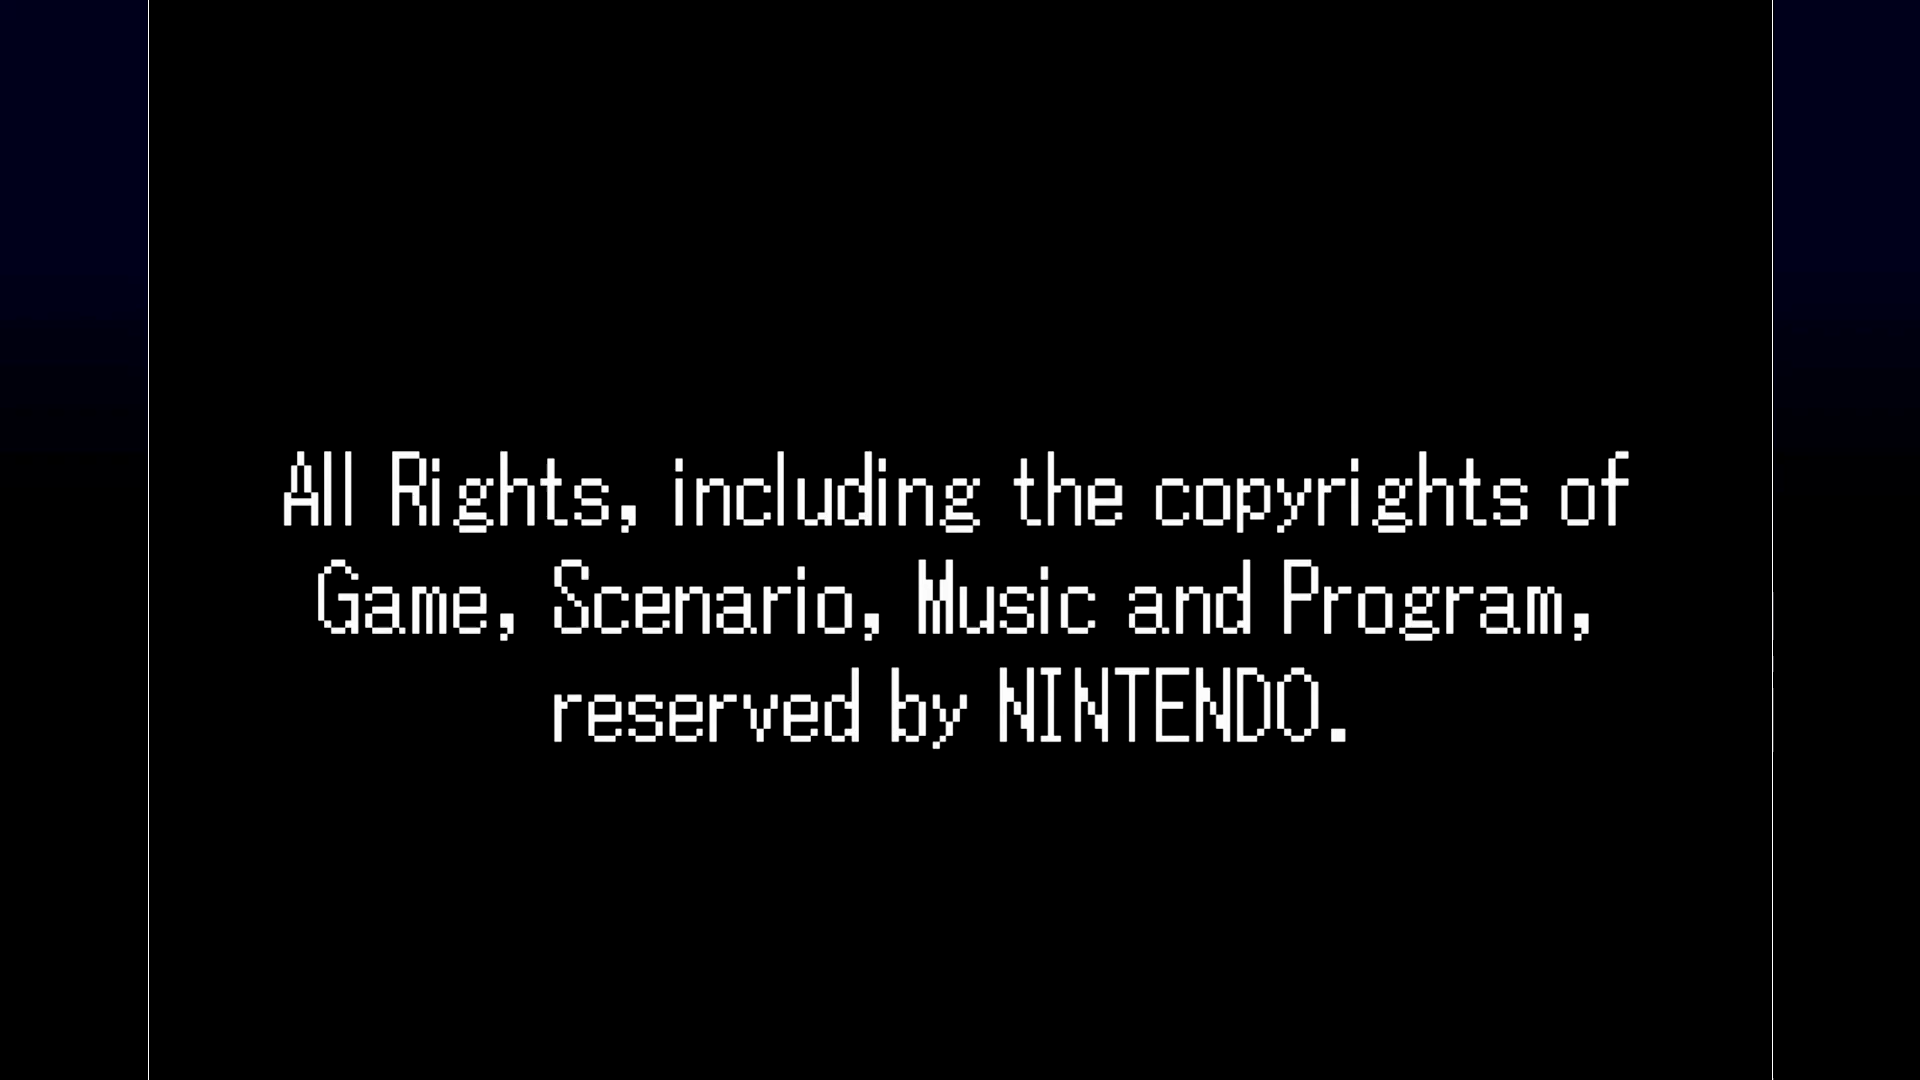 All Rights, including the copyrights of
Game, Scenario, Music and Program,
reserved by NINTENDO.